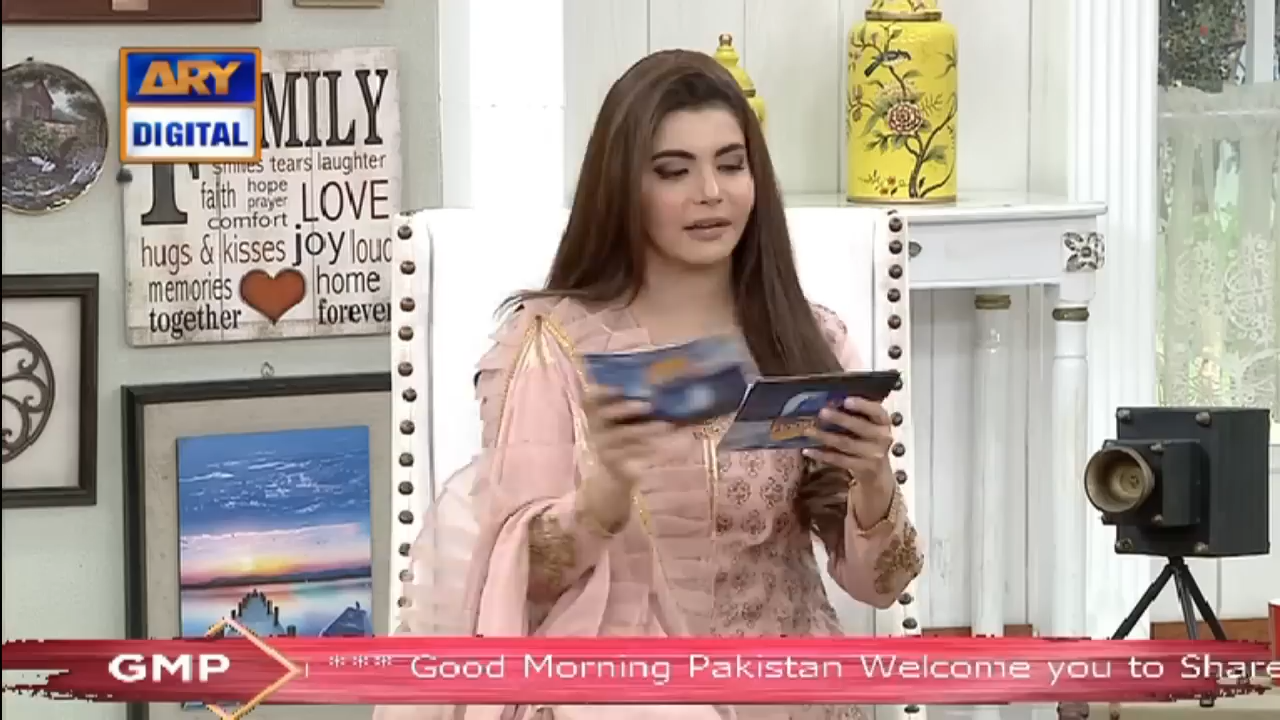 ARY
DIGITAL
MILY
smiles tears laughter
faith hope
prayer
LOVE
comfort
hugs & kisses joy loud
memories home
together forever
GMP
*** Good Morning Pakistan Welcome you to Share